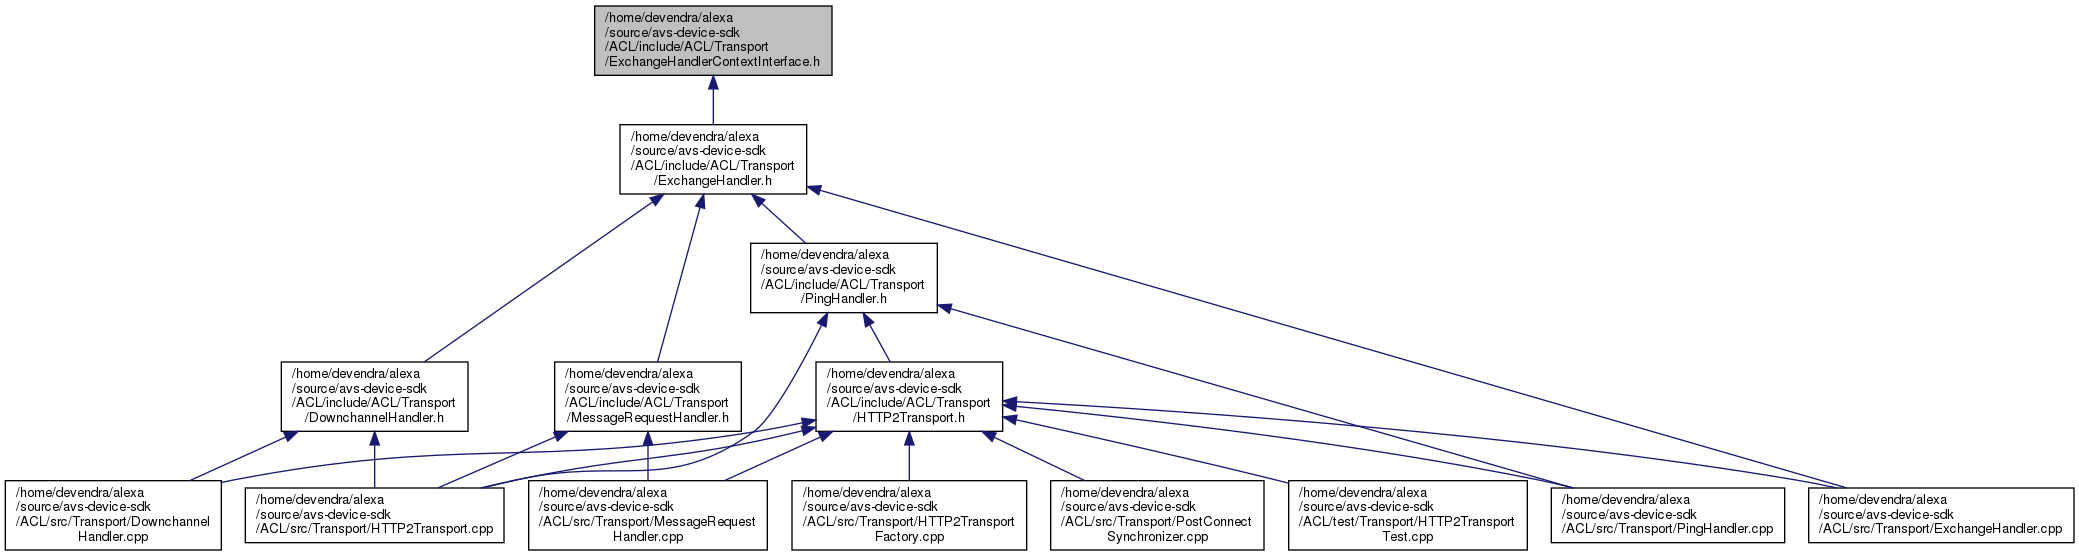 /home/devendra/alexa
/source/avs-device-sdk
/ACL/include/ACL/Transport
/ExchangeHandlerContextInterface.h
/home/devendra/alexa
/source/avs-device-sdk
/ACL/include/ACL/Transport
/ExchangeHandler.h
/home/devendra/alexa
/source/avs-device-sdk
/ACL/include/ACL/Transport
/PingHandler.h
/home/devendra/alexa
/source/avs-device-sdk
/ACL/include/ACL/Transport
/DownchannelHandler.h
/home/devendra/alexa
/source/avs-device-sdk
/ACL/include/ACL/Transport
/MessageRequestHandler.h
/home/devendra/alexa
/source/avs-device-sdk
/ACL/include/ACL/Transport
/HTTP2Transport.h
/home/devendra/alexa
/source/avs-device-sdk
/ACL/src/Transport/Downchannel
Handler.cpp
/home/devendra/alexa
/source/avs-device-sdk
/ACL/src/Transport/HTTP2Transport.cpp
/home/devendra/alexa
/source/avs-device-sdk
/ACL/src/Transport/MessageRequest
Handler.cpp
/home/devendra/alexa
/source/avs-device-sdk
/ACL/src/Transport/HTTP2Transport
Factory.cpp
/home/devendra/alexa
/source/avs-device-sdk
/ACL/src/Transport/PostConnect
Synchronizer.cpp
/home/devendra/alexa
/source/avs-device-sdk
/ACL/test/Transport/HTTP2Transport
Test.cpp
/home/devendra/alexa
/source/avs-device-sdk
/ACL/src/Transport/PingHandler.cpp
/home/devendra/alexa
/source/avs-device-sdk
/ACL/src/Transport/ExchangeHandler.cpp